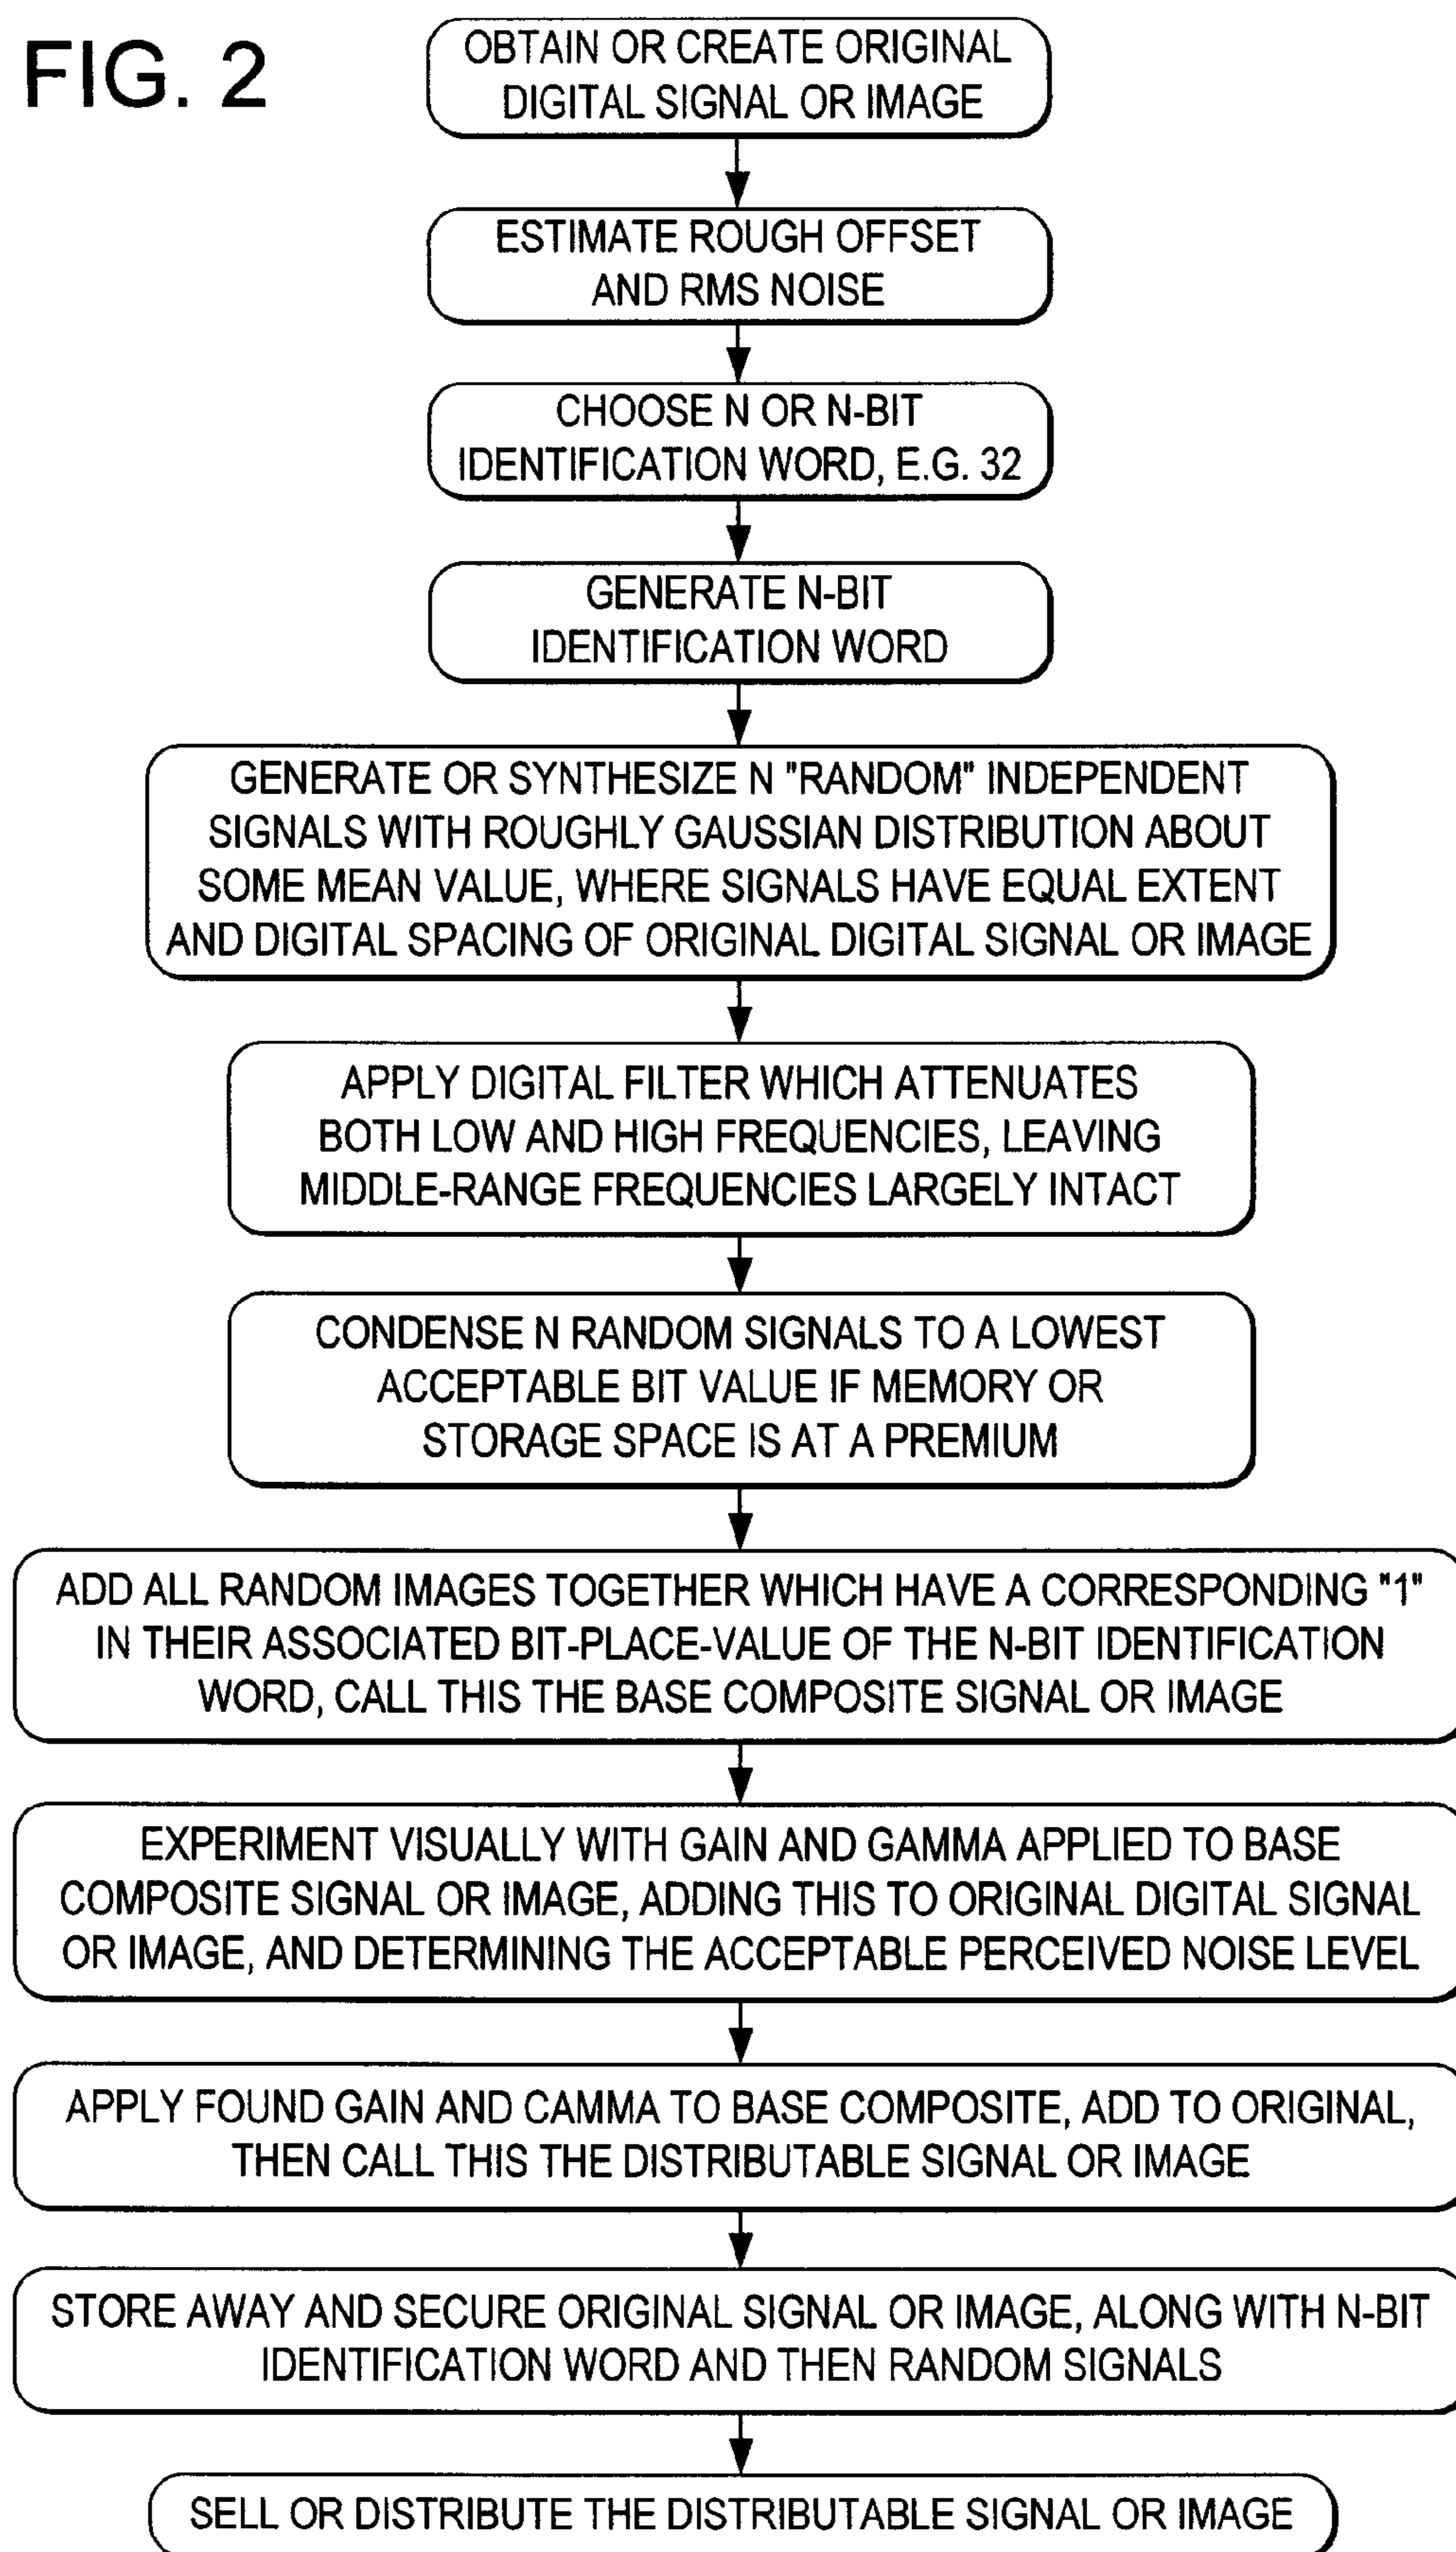 FIG. 2
OBTAIN OR CREATE ORIGINAL
DIGITAL SIGNAL OR IMAGE
ESTIMATE ROUGH OFFSET
AND RMS NOISE
CHOOSE N OR N-BIT
IDENTIFICATION WORD, E.G. 32
GENERATE N-BIT
IDENTIFICATION WORD
GENERATE OR SYNTHESIZE N "RANDOM" INDEPENDENT
SIGNALS WITH ROUGHLY GAUSSIAN DISTRIBUTION ABOUT
SOME MEAN VALUE, WHERE SIGNALS HAVE EQUAL EXTENT
AND DIGITAL SPACING OF ORIGINAL DIGITAL SIGNAL OR IMAGE
APPLY DIGITAL FILTER WHICH ATTENUATES
BOTH LOW AND HIGH FREQUENCIES, LEAVING
MIDDLE-RANGE FREQUENCIES LARGELY INTACT
CONDENSE N RANDOM SIGNALS TO A LOWEST
ACCEPTABLE BIT VALUE IF MEMORY OR
STORAGE SPACE IS AT A PREMIUM
ADD ALL RANDOM IMAGES TOGETHER WHICH HAVE A CORRESPONDING "1"
IN THEIR ASSOCIATED BIT-PLACE-VALUE OF THE N-BIT IDENTIFICATION
WORD, CALL THIS THE BASE COMPOSITE SIGNAL OR IMAGE
EXPERIMENT VISUALLY WITH GAIN AND GAMMA APPLIED TO BASE
COMPOSITE SIGNAL OR IMAGE, ADDING THIS TO ORIGINAL DIGITAL SIGNAL
OR IMAGE, AND DETERMINING THE ACCEPTABLE PERCEIVED NOISE LEVEL
APPLY FOUND GAIN AND CAMMA TO BASE COMPOSITE, ADD TO ORIGINAL,
THEN CALL THIS THE DISTRIBUTABLE SIGNAL OR IMAGE
STORE AWAY AND SECURE ORIGINAL SIGNAL OR IMAGE, ALONG WITH N-BIT
IDENTIFICATION WORD AND THEN RANDOM SIGNALS
SELL OR DISTRIBUTE THE DISTRIBUTABLE SIGNAL OR IMAGE